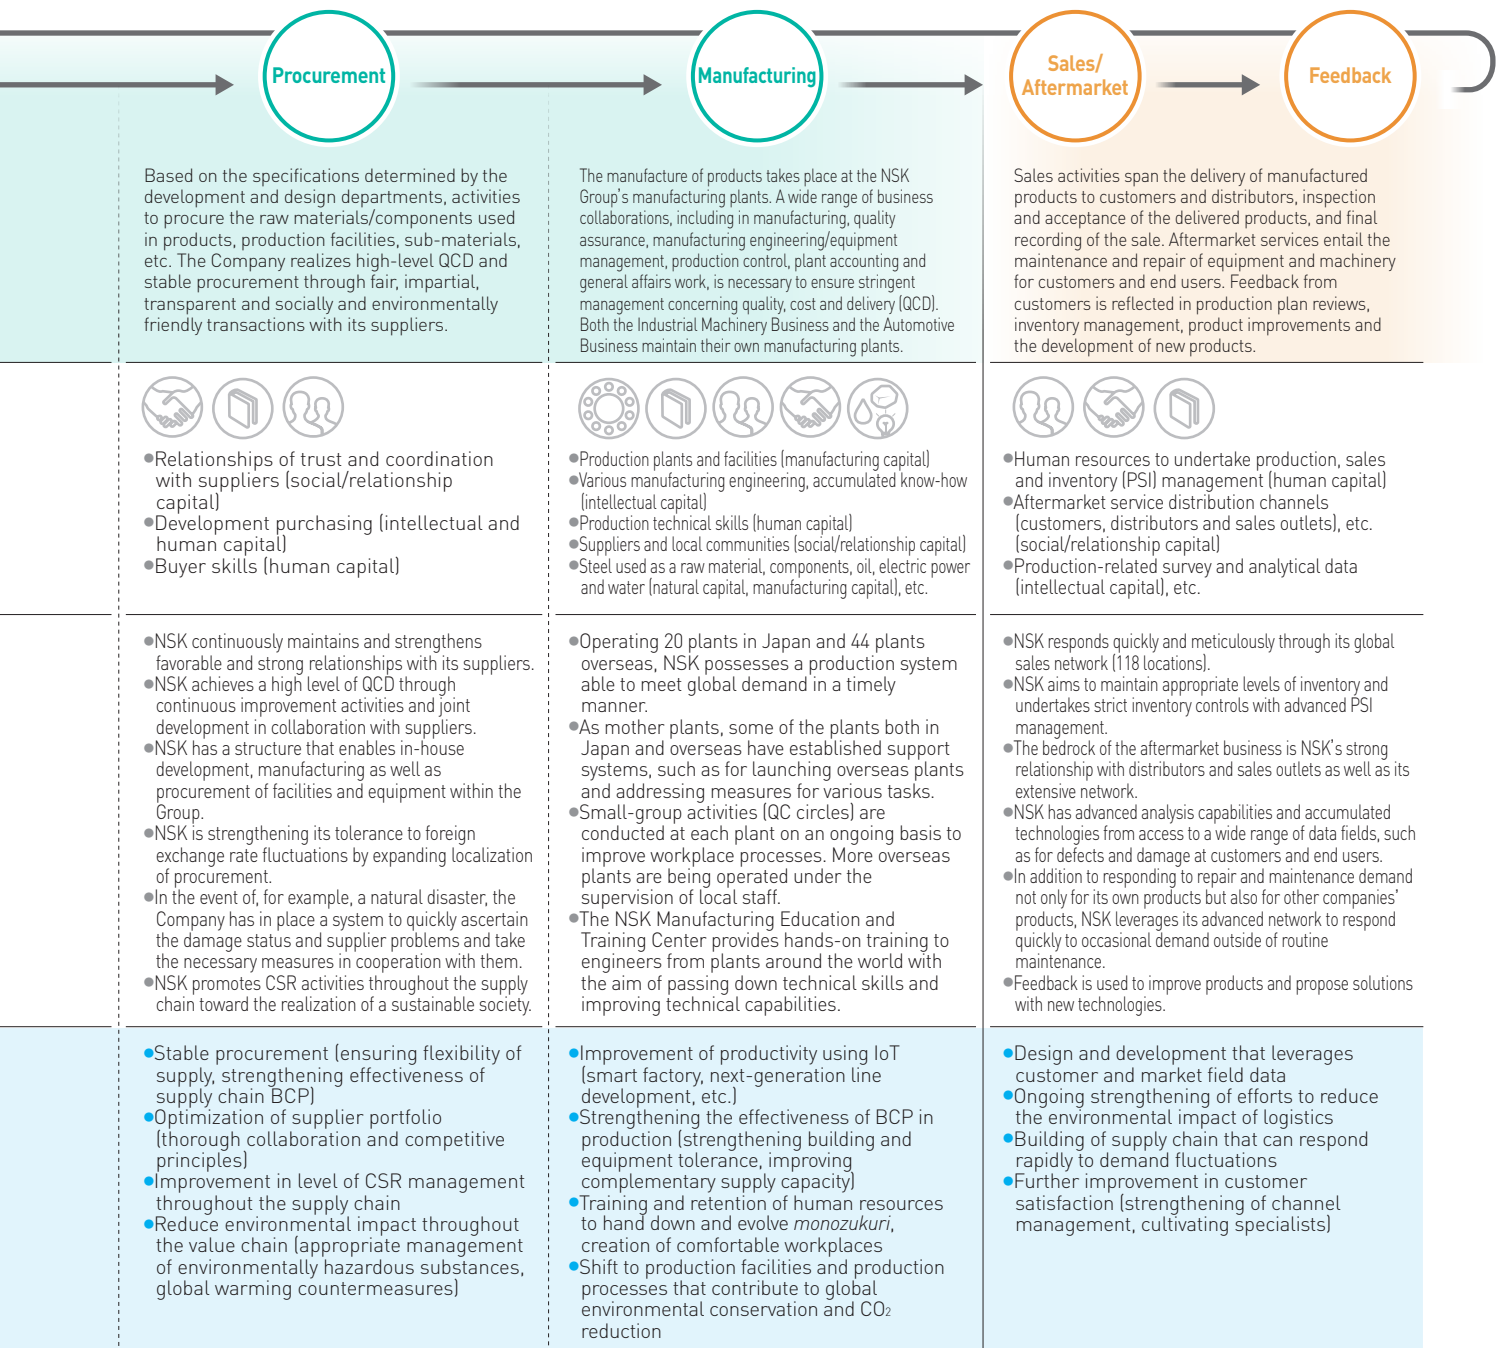 Procurement
Manufacturing
Sales/
Aftermarket
Feedback
Based on the specifications determined by the
development and design departments, activities
to procure the raw materials/components used
in products, production facilities, sub-materials,
etc. The Company realizes high-level QCD and
stable procurement through fair, impartial,
transparent and socially and environmentally
friendly transactions with its suppliers.
The manufacture of products takes place at the NSK
Group's manufacturing plants. A wide range of business
collaborations, including in manufacturing, quality
assurance, manufacturing engineering/equipment
management, production control, plant accounting and
general affairs work, is necessary to ensure stringent
management concerning quality, cost and delivery (QCD).
Both the Industrial Machinery Business and the Automotive
Business maintain their own manufacturing plants.
Sales activities span the delivery of manufactured
products to customers and distributors, inspection
and acceptance of the delivered products, and final
recording of the sale. Aftermarket services entail the
maintenance and repair of equipment and machinery
for customers and end users. Feedback from
customers is reflected in production plan reviews,
inventory management, product improvements and
the development of new products.
●Relationships of trust and coordination
with suppliers (social/relationship
capital)
●Development purchasing (intellectual and
human capital)
●Buyer skills (human capital)
●Production plants and facilities (manufacturing capital)
●Various manufacturing engineering, accumulated know-how
(intellectual capital)
●Production technical skills (human capital)
●Suppliers and local communities (social/relationship capital)
●Steel used as a raw material, components, oil, electric power
and water (natural capital, manufacturing capital), etc.
●Human resources to undertake production, sales
and inventory (PSI) management (human capital)
●Aftermarket service distribution channels
(customers, distributors and sales outlets), etc.
(social/relationship capital)
●Production-related survey and analytical data
(intellectual capital), etc.
●NSK continuously maintains and strengthens
favorable and strong relationships with its suppliers.
●NSK achieves a high level of QCD through
continuous improvement activities and joint
development in collaboration with suppliers.
●NSK has a structure that enables in-house
development, manufacturing as well as
procurement of facilities and equipment within the
Group.
●NSK is strengthening its tolerance to foreign
exchange rate fluctuations by expanding localization
of procurement.
●In the event of, for example, a natural disaster, the
Company has in place a system to quickly ascertain
the damage status and supplier problems and take
the necessary measures in cooperation with them.
●NSK promotes CSR activities throughout the supply
chain toward the realization of a sustainable society.
●Operating 20 plants in Japan and 44 plants
overseas, NSK possesses a production system
able to meet global demand in a timely
manner.
●As mother plants, some of the plants both in
Japan and overseas have established support
systems, such as for launching overseas plants
and addressing measures for various tasks.
●Small-group activities (QC circles) are
conducted at each plant on an ongoing basis to
improve workplace processes. More overseas
plants are being operated under the
supervision of local staff.
●The NSK Manufacturing Education and
Training Center provides hands-on training to
engineers from plants around the world with
the aim of passing down technical skills and
improving technical capabilities.
●NSK responds quickly and meticulously through its global
sales network (118 locations).
●NSK aims to maintain appropriate levels of inventory and
undertakes strict inventory controls with advanced PSI
management.
●The bedrock of the aftermarket business is NSK's strong
relationship with distributors and sales outlets as well as its
extensive network.
●NSK has advanced analysis capabilities and accumulated
technologies from access to a wide range of data fields, such
as for defects and damage at customers and end users.
●In addition to responding to repair and maintenance demand
not only for its own products but also for other companies'
products, NSK leverages its advanced network to respond
quickly to occasional demand outside of routine
maintenance.
●Feedback is used to improve products and propose solutions
with new technologies.
●Stable procurement (ensuring flexibility of
supply, strengthening effectiveness of
supply chain BCP)
●Optimization of supplier portfolio
(thorough collaboration and competitive
principles)
●Improvement in level of CSR management
throughout the supply chain
●Reduce environmental impact throughout
the value chain (appropriate management
of environmentally hazardous substances,
global warming countermeasures)
●Improvement of productivity using IoT
(smart factory, next-generation line
development, etc.)
●Strengthening the effectiveness of BCP in
production (strengthening building and
equipment tolerance, improving
complementary supply capacity)
●Training and retention of human resources
to hand down and evolve monozukuri,
creation of comfortable workplaces
●Shift to production facilities and production
processes that contribute to global
environmental conservation and CO2
reduction
●Design and development that leverages
customer and market field data
●Ongoing strengthening of efforts to reduce
the environmental impact of logistics
●Building of supply chain that can respond
rapidly to demand fluctuations
●Further improvement in customer
satisfaction (strengthening of channel
management, cultivating specialists)